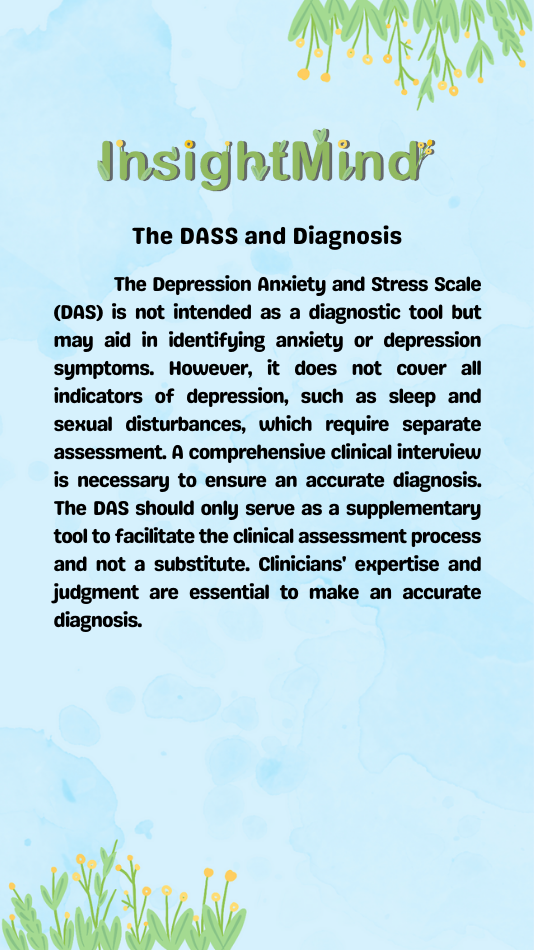 InsightMind
The DASS and Diagnosis
The Depression Anxiety and Stress Scale
(DAS) is not intended as a diagnostic tool but
may aid in identifying anxiety or depression
symptoms. However, it does not cover all
indicators of depression, such as sleep and
sexual disturbances, which require separate
assessment. A comprehensive clinical interview
is necessary to ensure an accurate diagnosis.
The DAS should only serve as a supplementary
tool to facilitate the clinical assessment process
and not a substitute. Clinicians' expertise and
judgment are essential to make an accurate
diagnosis.